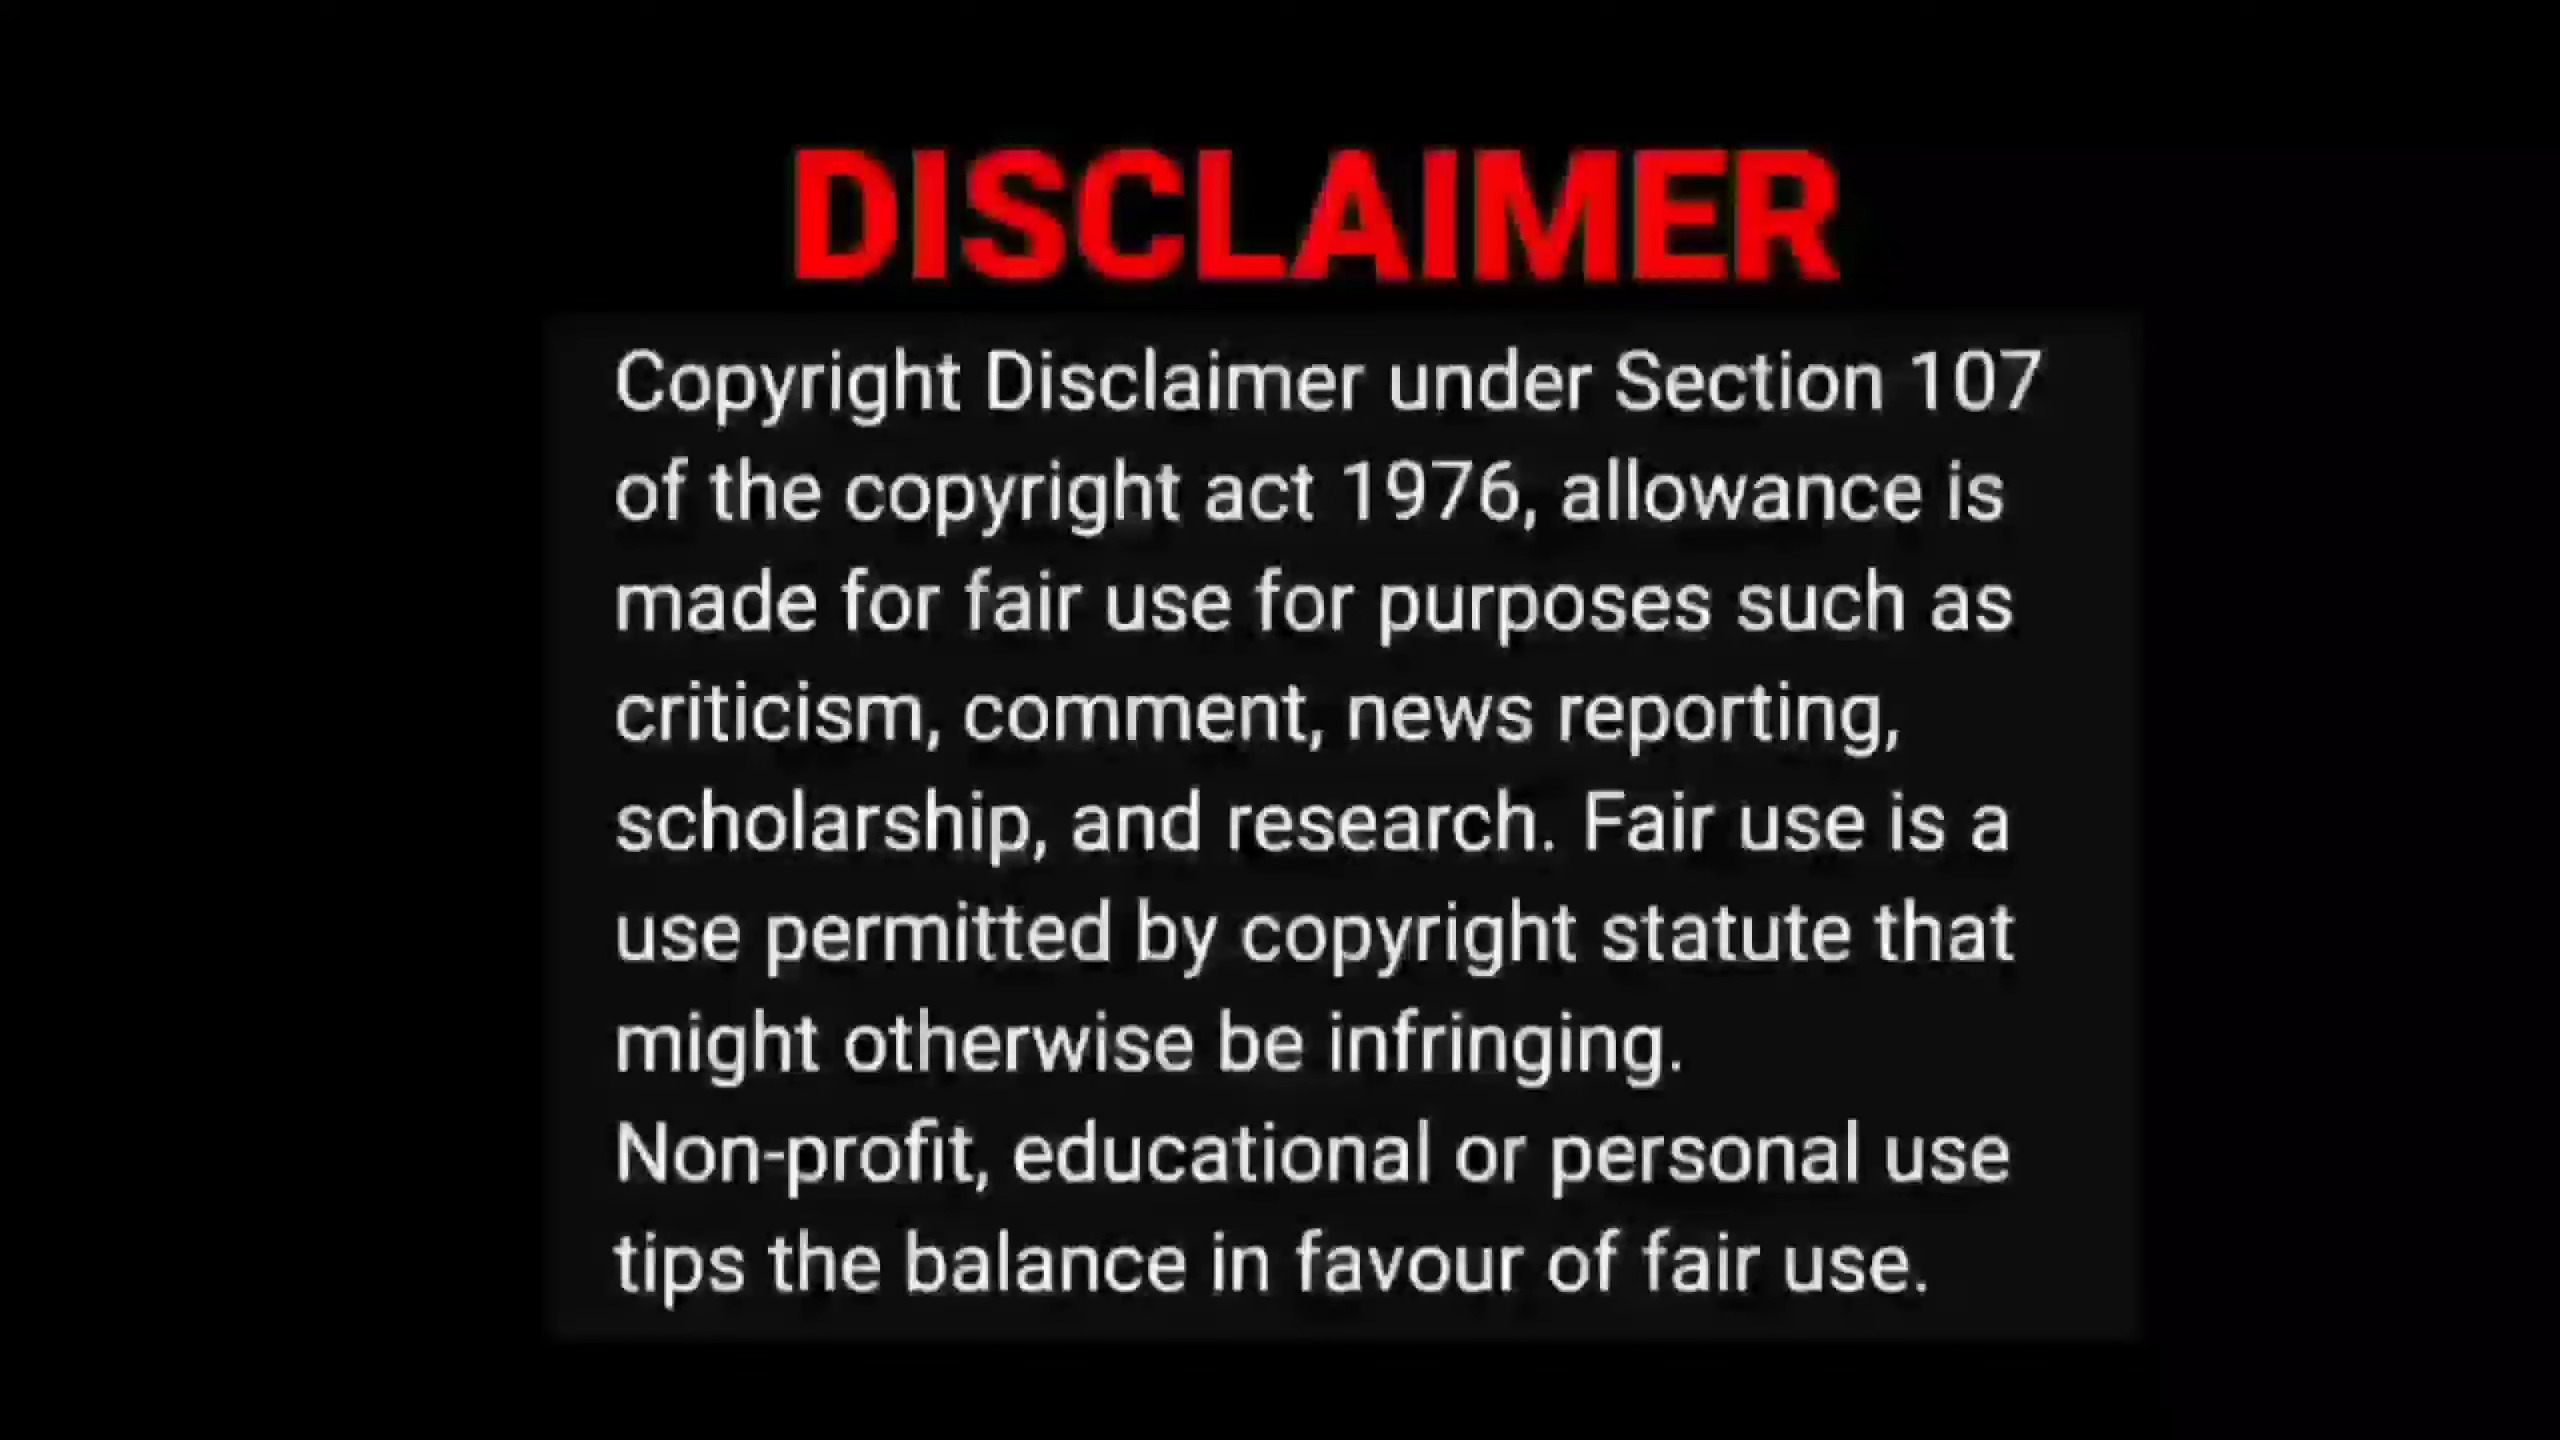 DISCLAIMER
Copyright Disclaimer under Section 107
of the copyright act 1976, allowance is
made for fair use for purposes such as
criticism, comment, news reporting,
scholarship, and research. Fair use is a
use permitted by copyright statute that
might otherwise be infringing.
Non-profit, educational or personal use
tips the balance in favour of fair use.